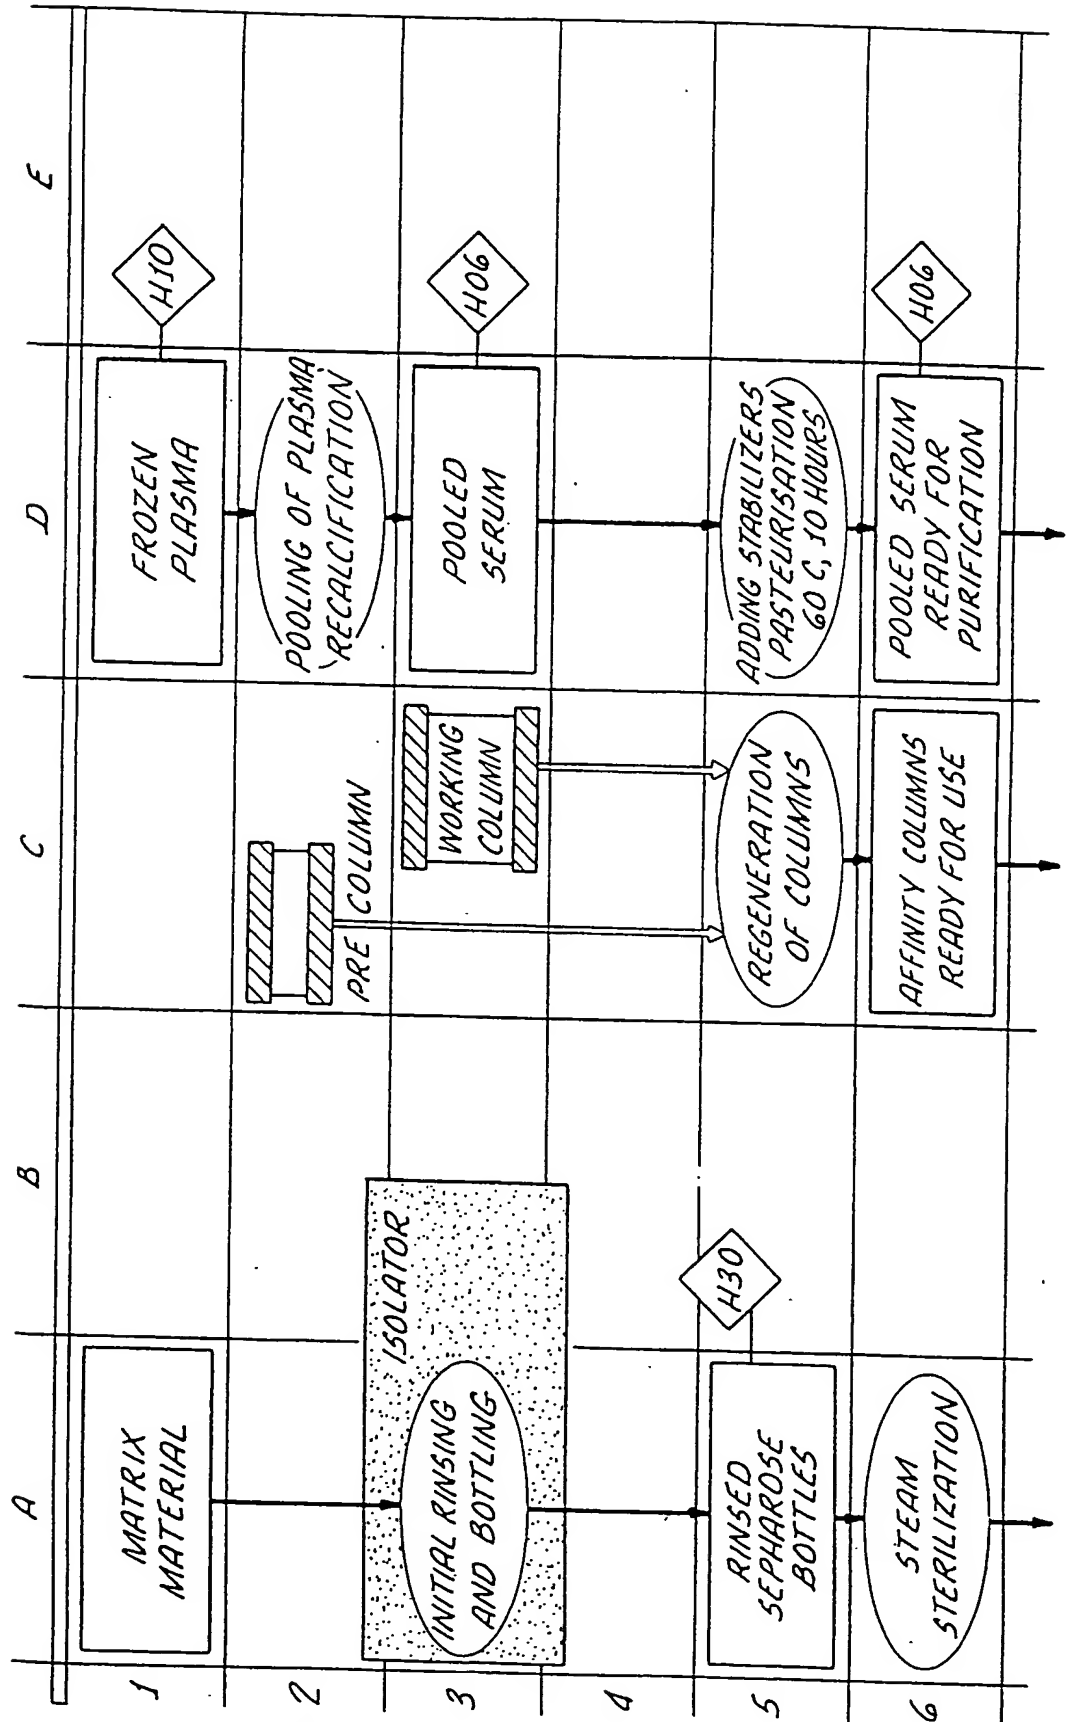 A
B
C
D
E
1
2
3
4
5
6
MATRIX
MATERIAL
ISOLATOR
INITIAL RINSING
AND BOTTLING
H30
RINSED
SEPHAROSE
BOTTLES
STEAM
STERILIZATION
PRE COLUMN
WORKING
COLUMN
REGENERATION
OF COLUMNS
AFFINITY COLUMNS
READY FOR USE
FROZEN
PLASMA
H10
POOLING OF PLASMA
RECALCIFICATION
POOLED
SERUM
H06
ADDING STABILIZERS
PASTEURISATION
60 C, 10 HOURS
POOLED SERUM
READY FOR
PURIFICATION
H06